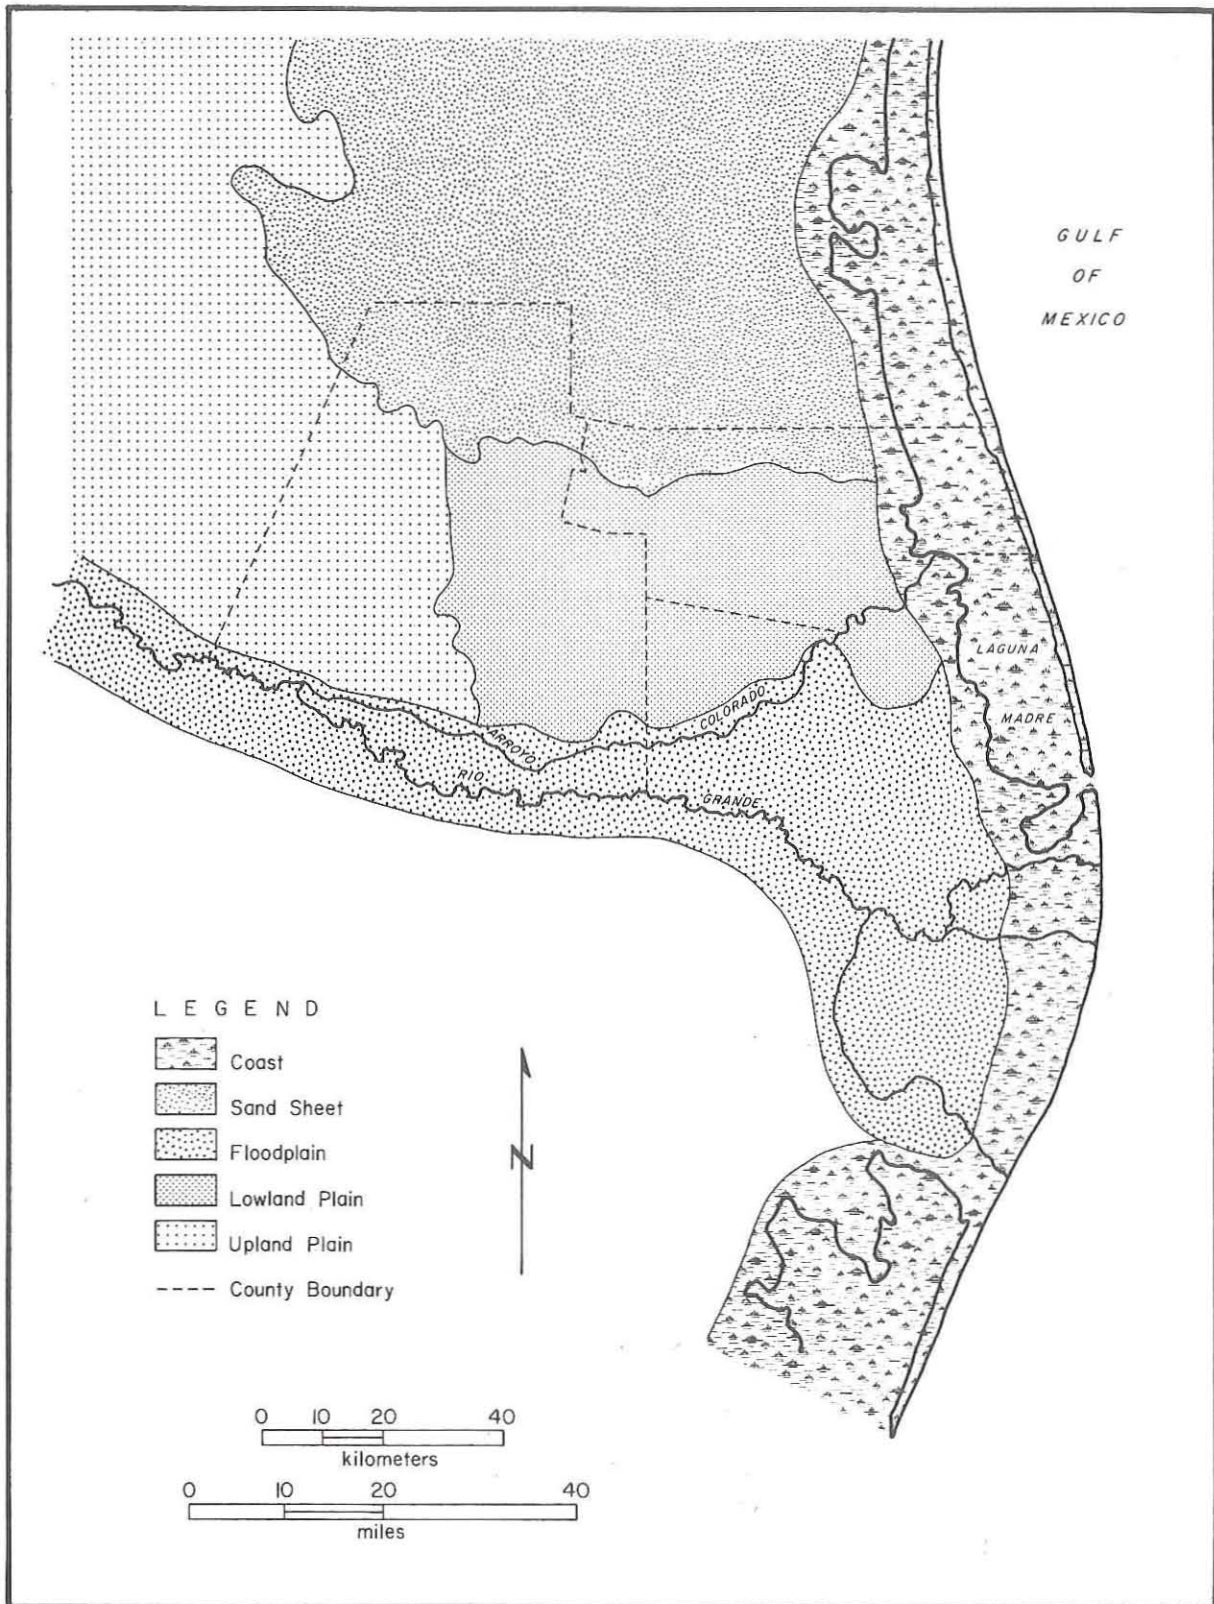 GULF
OF
MEXICO
LAGUNA
MADRE
COLORADO
ARROYO
RIO
GRANDE
LEGEND
Coast
Sand Sheet
Floodplain
Lowland Plain
Upland Plain
County Boundary
N
0 10 20 40
kilometers
0 10 20 40
miles